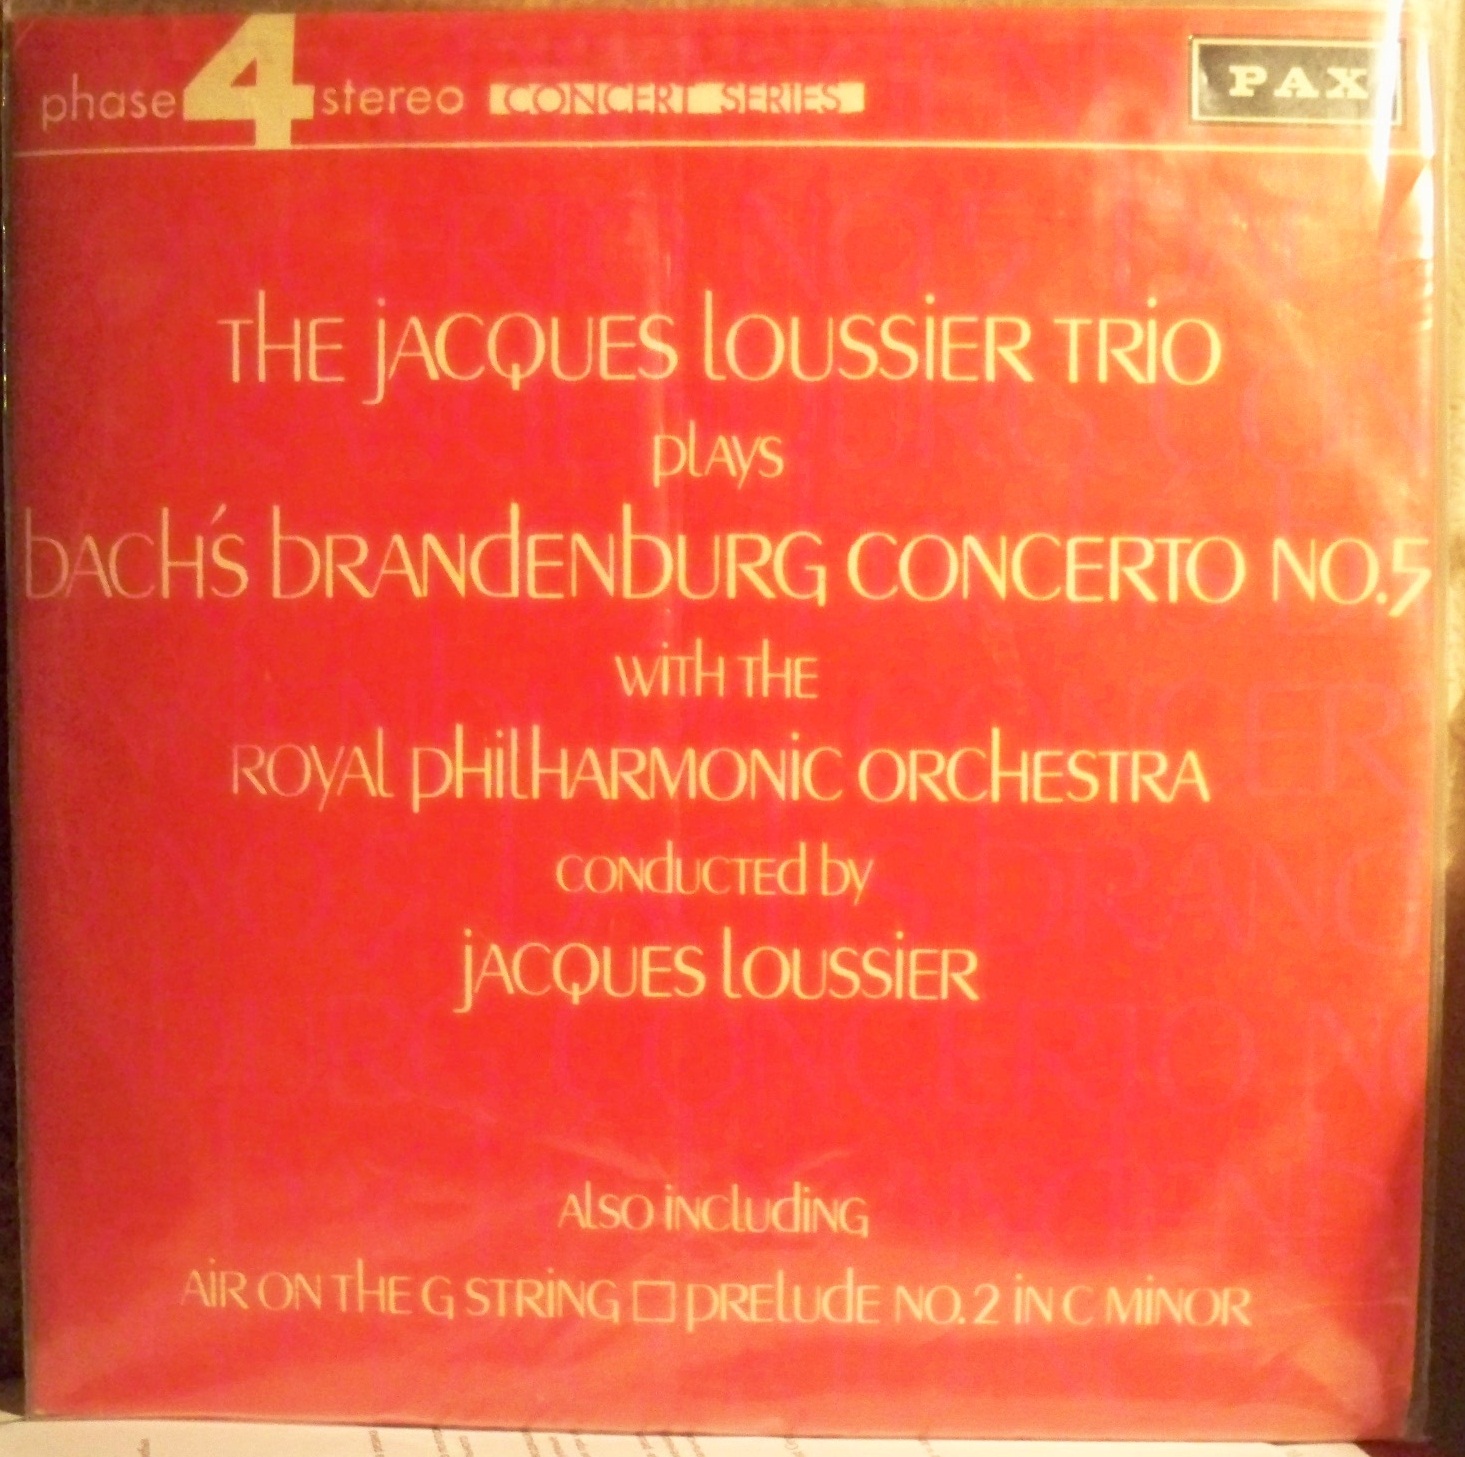 phase 4 stereo CONCERT SERIES
PAX
THE JACQUES LOUSSIER TRIO
plAYS
bACH'S bRANdENbURG CONCERTO NO.5
WITH THE
ROYAl pHilHARMONiC ORCHESTRA
CONdUCTEd by
JACQUES lOUSSiER
AlSO iNCludiNG
AiR ON THE G STRiNG □ pRElUdE NO. 2 iN C MiNOR